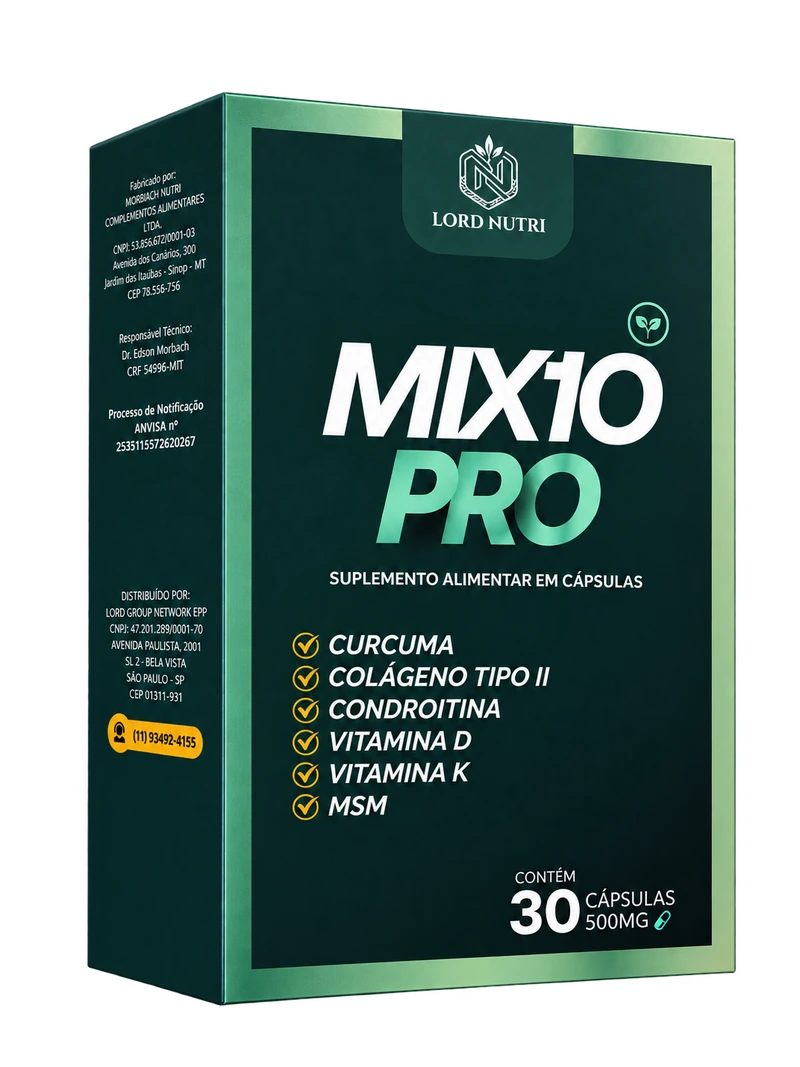 Fabricado por:
MORBIACH NUTRI
COMPLEMENTOS ALIMENTARES
LTDA.
CNPJ: 53.856.672/0001-03
Avenida dos Canários, 300
Jardim das Itaúbas - Sinop - MT
CEP 78.556-756
Responsável Técnico:
Dr. Edson Morbach
CRF 54996-MIT
Processo de Notificação
ANVISA nº
2535115572620267
DISTRIBUÍDO POR:
LORD GROUP NETWORK EPP
CNPJ: 47.201.289/0001-70
AVENIDA PAULISTA, 2001
SL 2 - BELA VISTA
SÃO PAULO - SP
CEP 01311-931
(11) 93492-4155
LORD NUTRI
MIX10
PRO
SUPLEMENTO ALIMENTAR EM CÁPSULAS
CURCUMA
COLÁGENO TIPO II
CONDROITINA
VITAMINA D
VITAMINA K
MSM
CONTÉM
30 CÁPSULAS
500MG